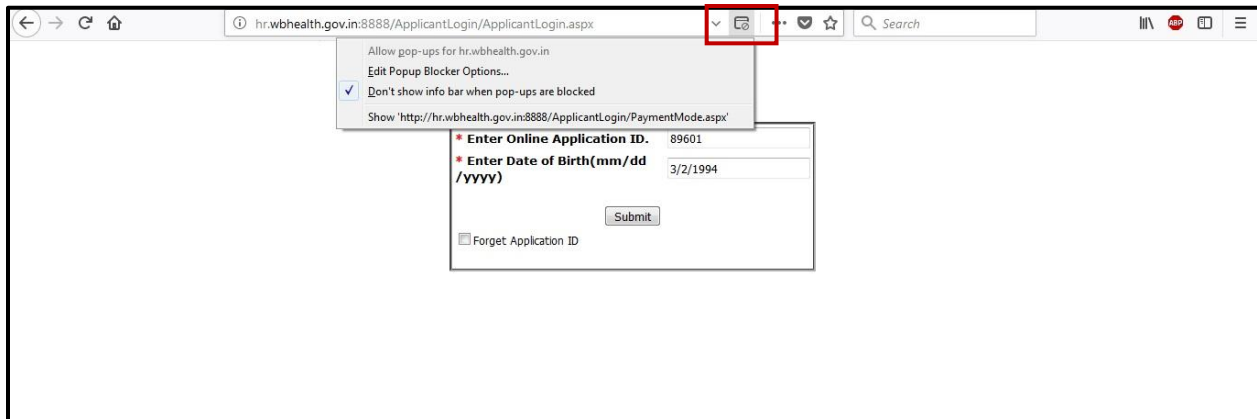 hr.wbhealth.gov.in:8888/ApplicantLogin/ApplicantLogin.aspx
Search
ABP
Allow pop-ups for hr.wbhealth.gov.in
Edit Popup Blocker Options...
Don't show info bar when pop-ups are blocked
Show 'http://hr.wbhealth.gov.in:8888/ApplicantLogin/PaymentMode.aspx'
* Enter Online Application ID. 89601
* Enter Date of Birth(mm/dd
/yyyy) 3/2/1994
Submit
Forget Application ID